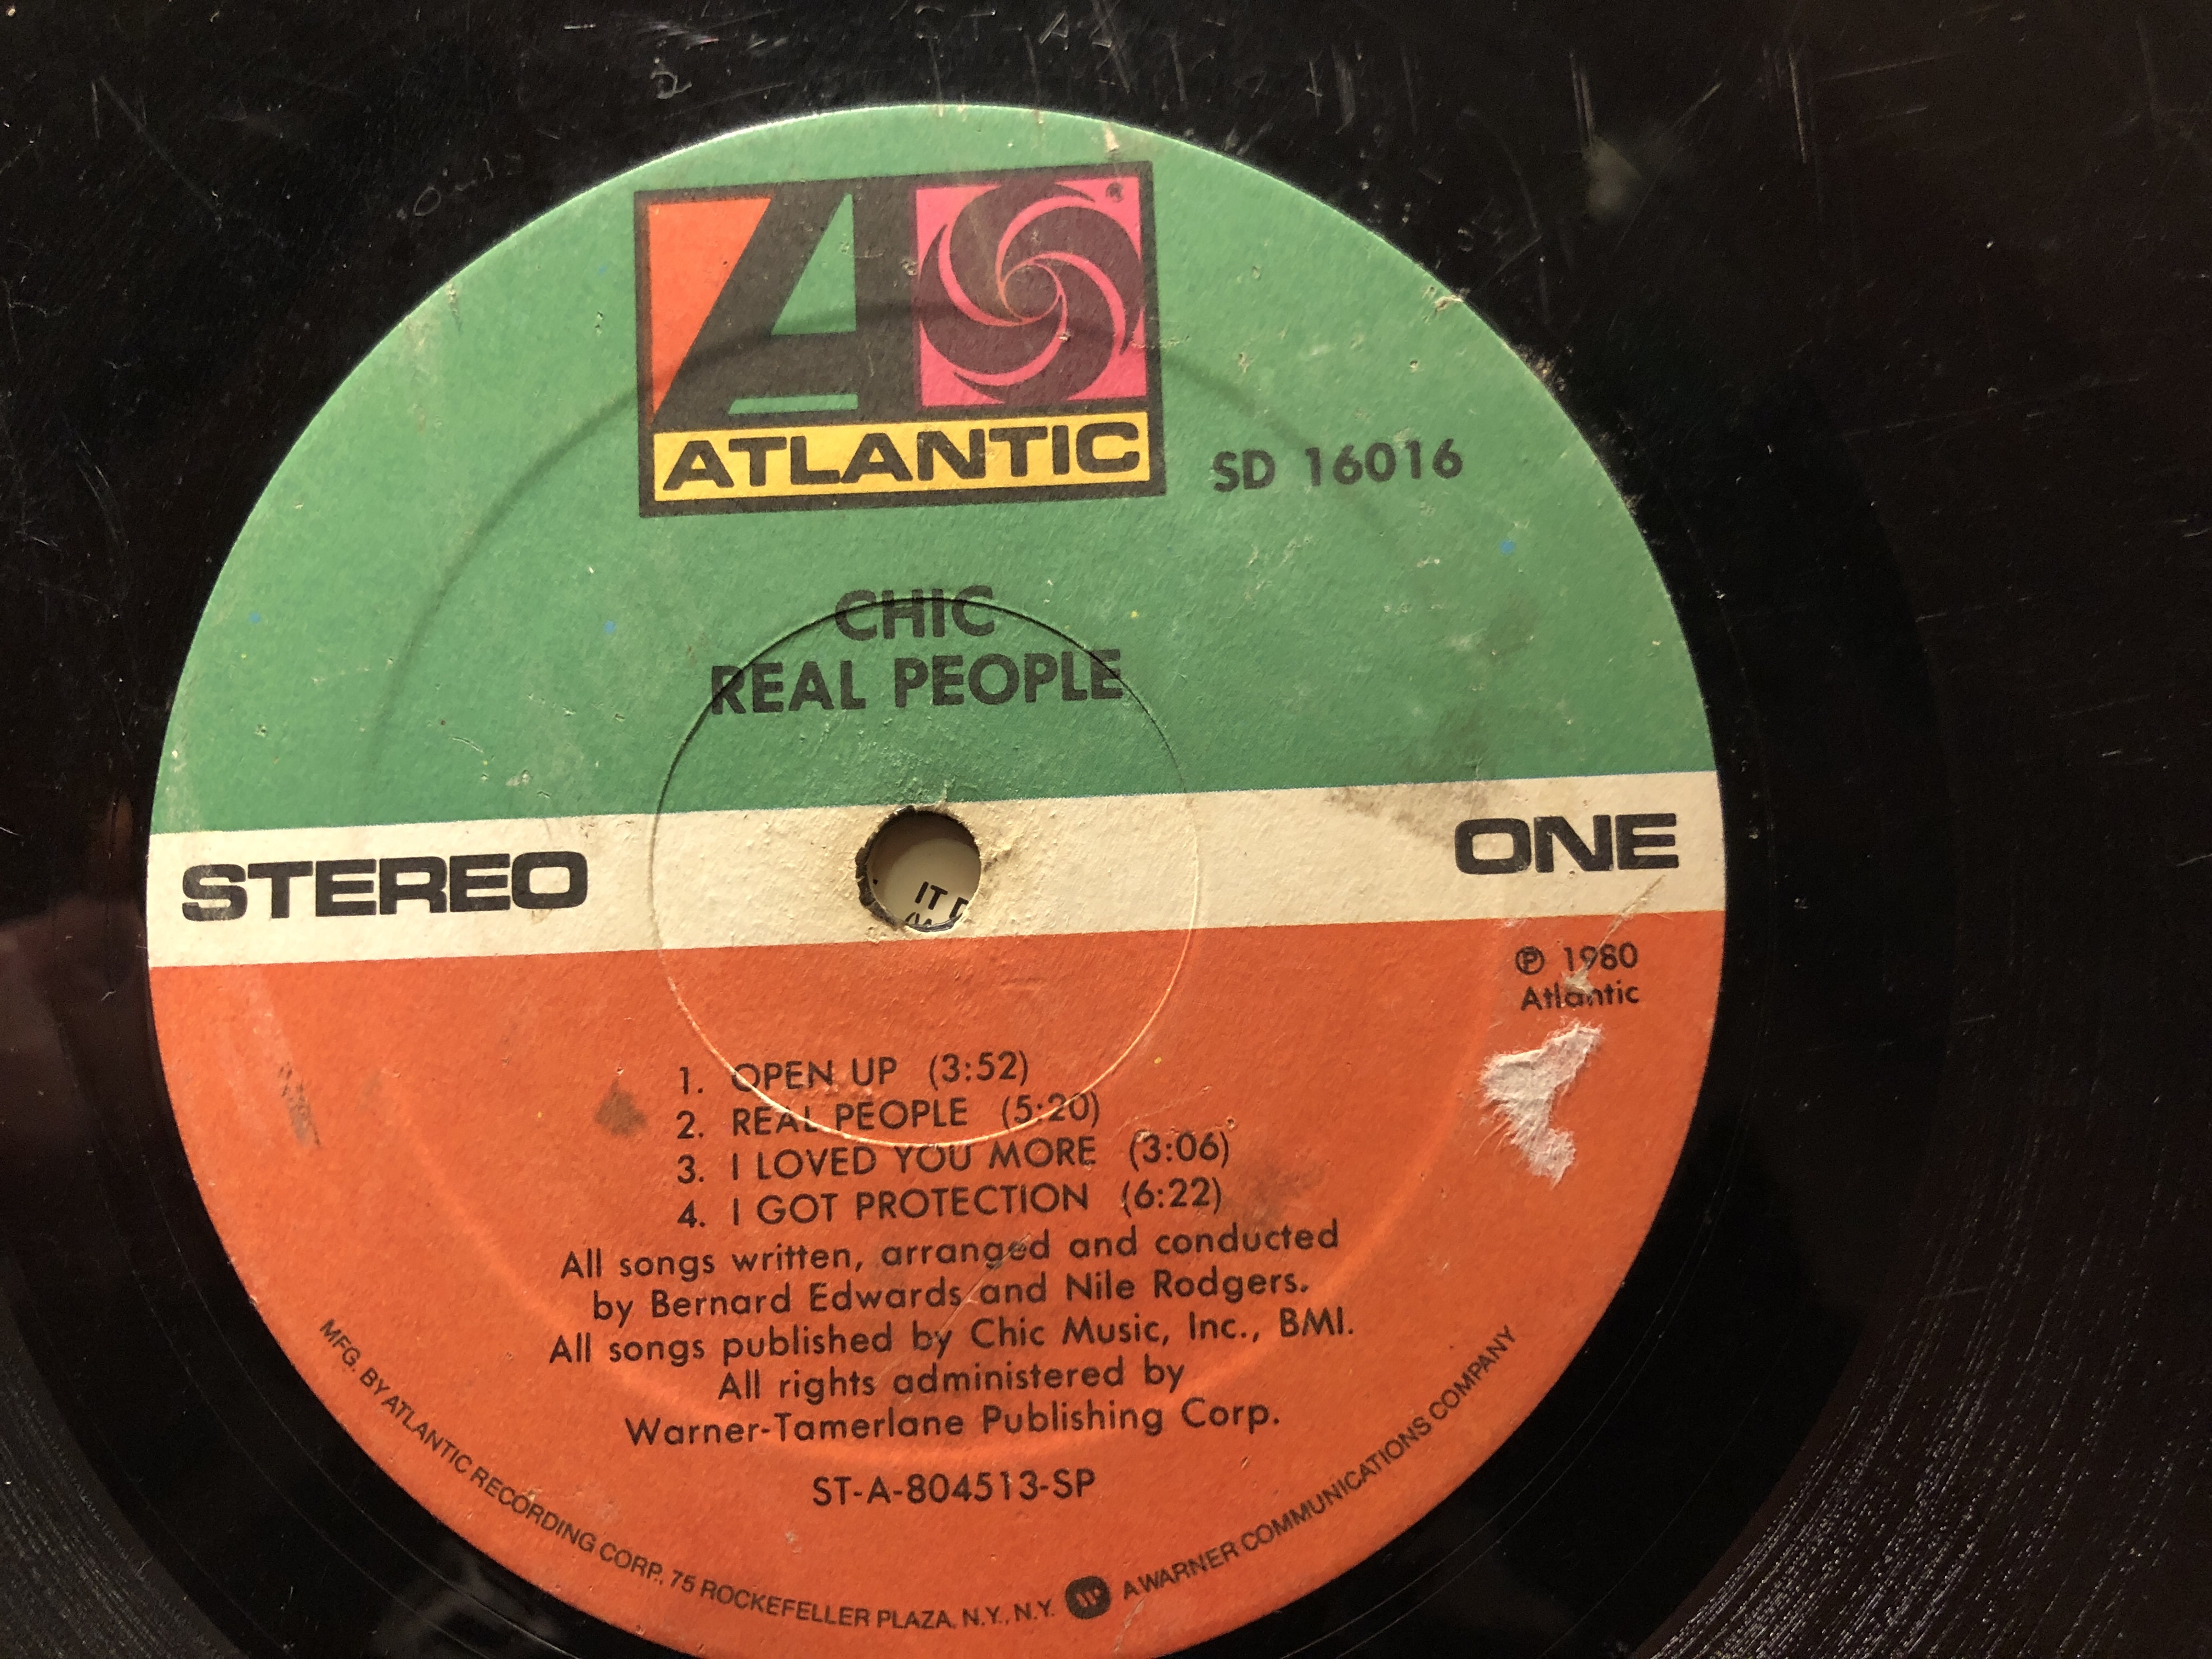 ATLANTIC
SD 16016
CHIC
REAL PEOPLE
STEREO
ONE
IT
℗ 1980
Atlantic
1. OPEN UP (3:52)
2. REAL PEOPLE (5:20)
3. I LOVED YOU MORE (3:06)
4. I GOT PROTECTION (6:22)
All songs written, arranged and conducted
by Bernard Edwards and Nile Rodgers.
All songs published by Chic Music, Inc., BMI.
All rights administered by
Warner-Tamerlane Publishing Corp.
ST-A-804513-SP
MFG. BY ATLANTIC RECORDING CORP., 75 ROCKEFELLER PLAZA, N.Y., N.Y. A WARNER COMMUNICATIONS COMPANY